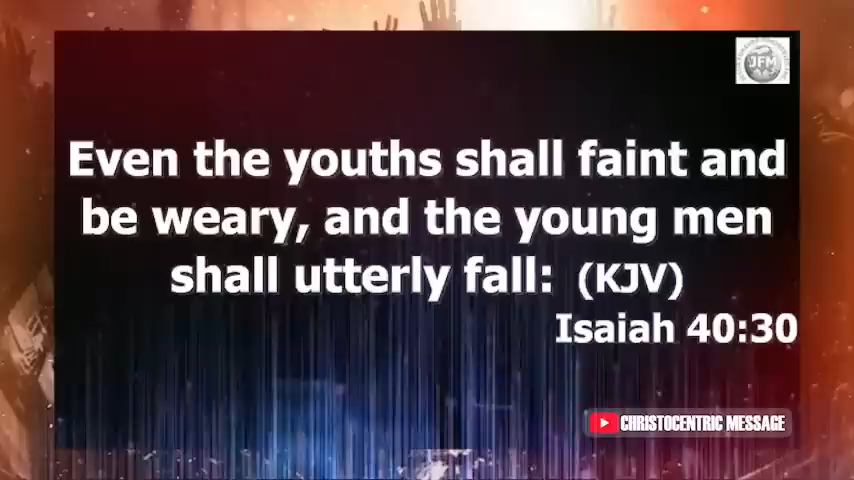 JFM
Even the youths shall faint and
be weary, and the young men
shall utterly fall: (KJV)
Isaiah 40:30
CHRISTOCENTRIC MESSAGE